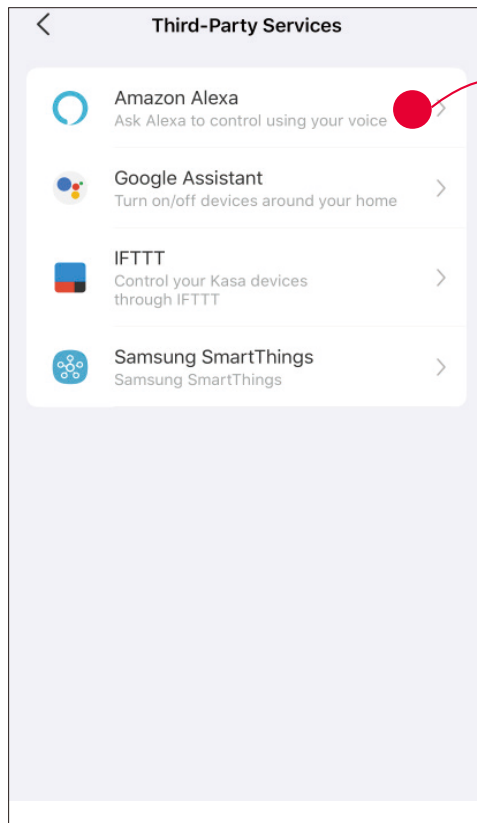 Third-Party Services
Amazon Alexa
Ask Alexa to control using your voice
Google Assistant
Turn on/off devices around your home
IFTTT
Control your Kasa devices
through IFTTT
Samsung SmartThings
Samsung SmartThings